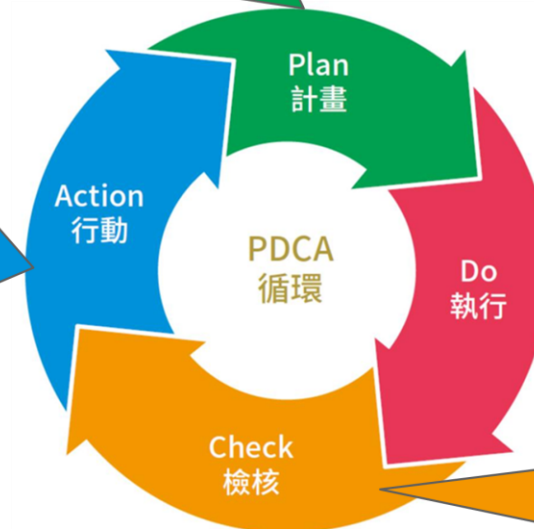 Plan
計畫
Action
行動
PDCA
循環
Do
執行
Check
檢核